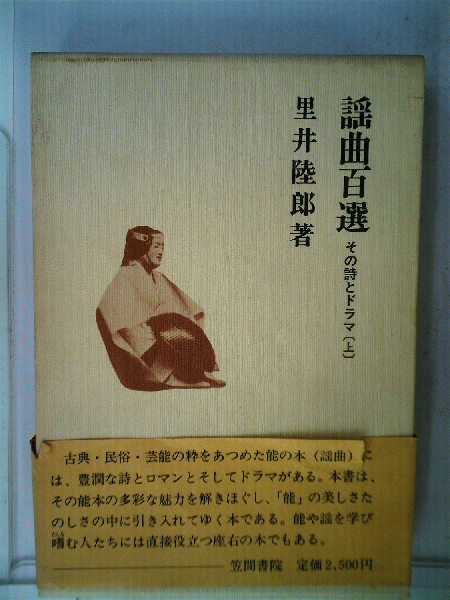 謡曲百選
その詩とドラマ〔上〕
里井陸郎著
古典・民俗・芸能の粋をあつめた能の本（謡曲）に
は、豊潤な詩とロマンとそしてドラマがある。本書は、
その能本の多彩な魅力を解きほぐし、「能」の美しさた
のしさの中に引き入れてゆく本である。能や謡を学び
嗜む人たちには直接役立つ座右の本でもある。
笠間書院 定価2,500円